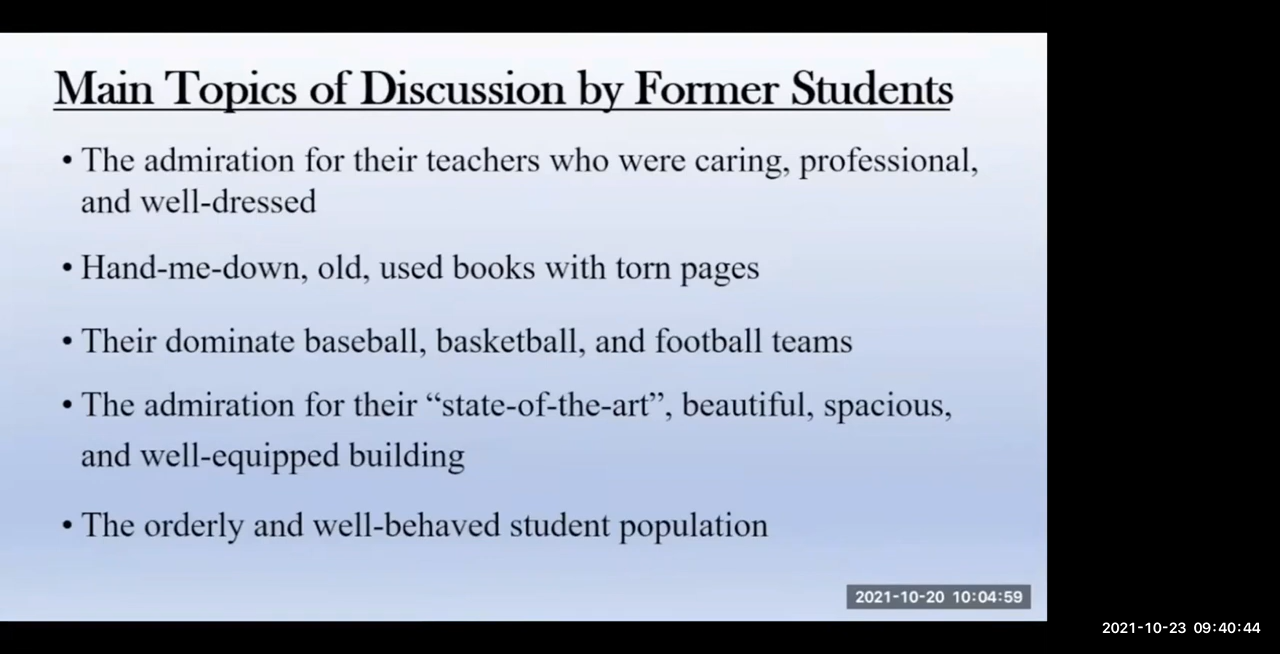 Main Topics of Discussion by Former Students
• The admiration for their teachers who were caring, professional,
and well-dressed
• Hand-me-down, old, used books with torn pages
• Their dominate baseball, basketball, and football teams
• The admiration for their “state-of-the-art”, beautiful, spacious,
and well-equipped building
• The orderly and well-behaved student population
2021-10-20 10:04:59
2021-10-23 09:40:44